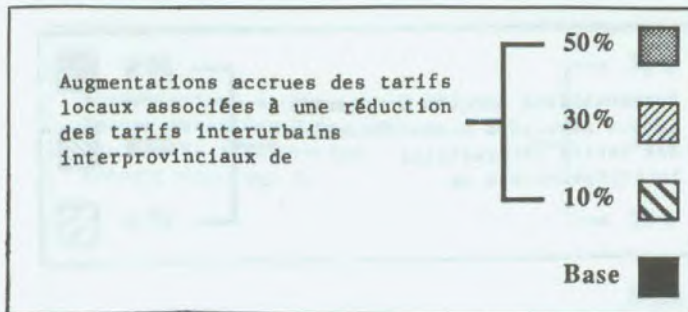 Augmentations accrues des tarifs
locaux associées à une réduction
des tarifs interurbains
interprovinciaux de
50%
30%
10%
Base